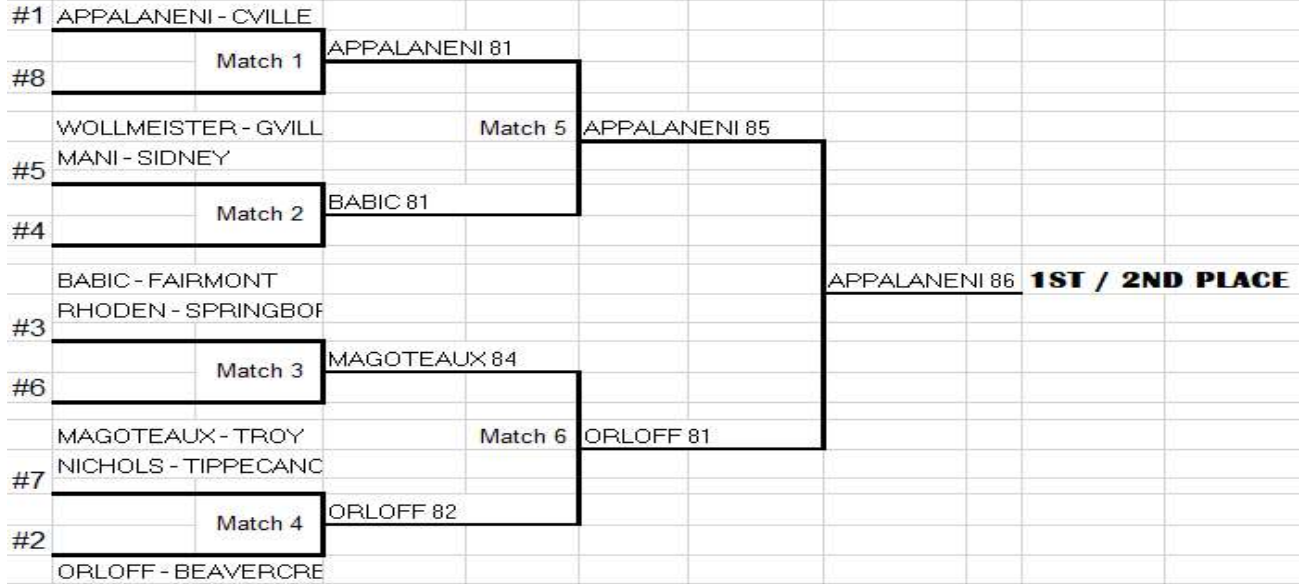 #1 APPALANENI - CVILLE
APPALANENI 81
Match 1
#8
WOLLMEISTER - GVILL
Match 5 APPALANENI 85
MANI - SIDNEY
#5
BABIC 81
Match 2
#4
BABIC - FAIRMONT
APPALANENI 86 1ST / 2ND PLACE
RHODEN - SPRINGBOR
#3
MAGOTEAUX 84
Match 3
#6
MAGOTEAUX - TROY
Match 6 ORLOFF 81
NICHOLS - TIPPECANO
#7
ORLOFF 82
Match 4
#2
ORLOFF - BEAVERCRE